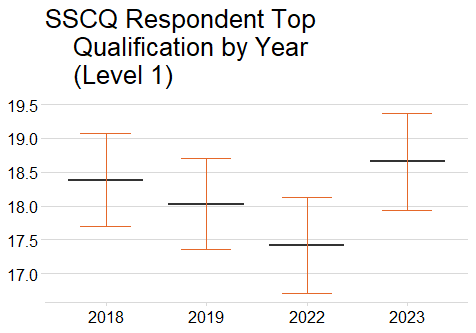 SSCQ Respondent Top
Qualification by Year
(Level 1)
19.5
19.0
18.5
18.0
17.5
17.0
2018 2019 2022 2023